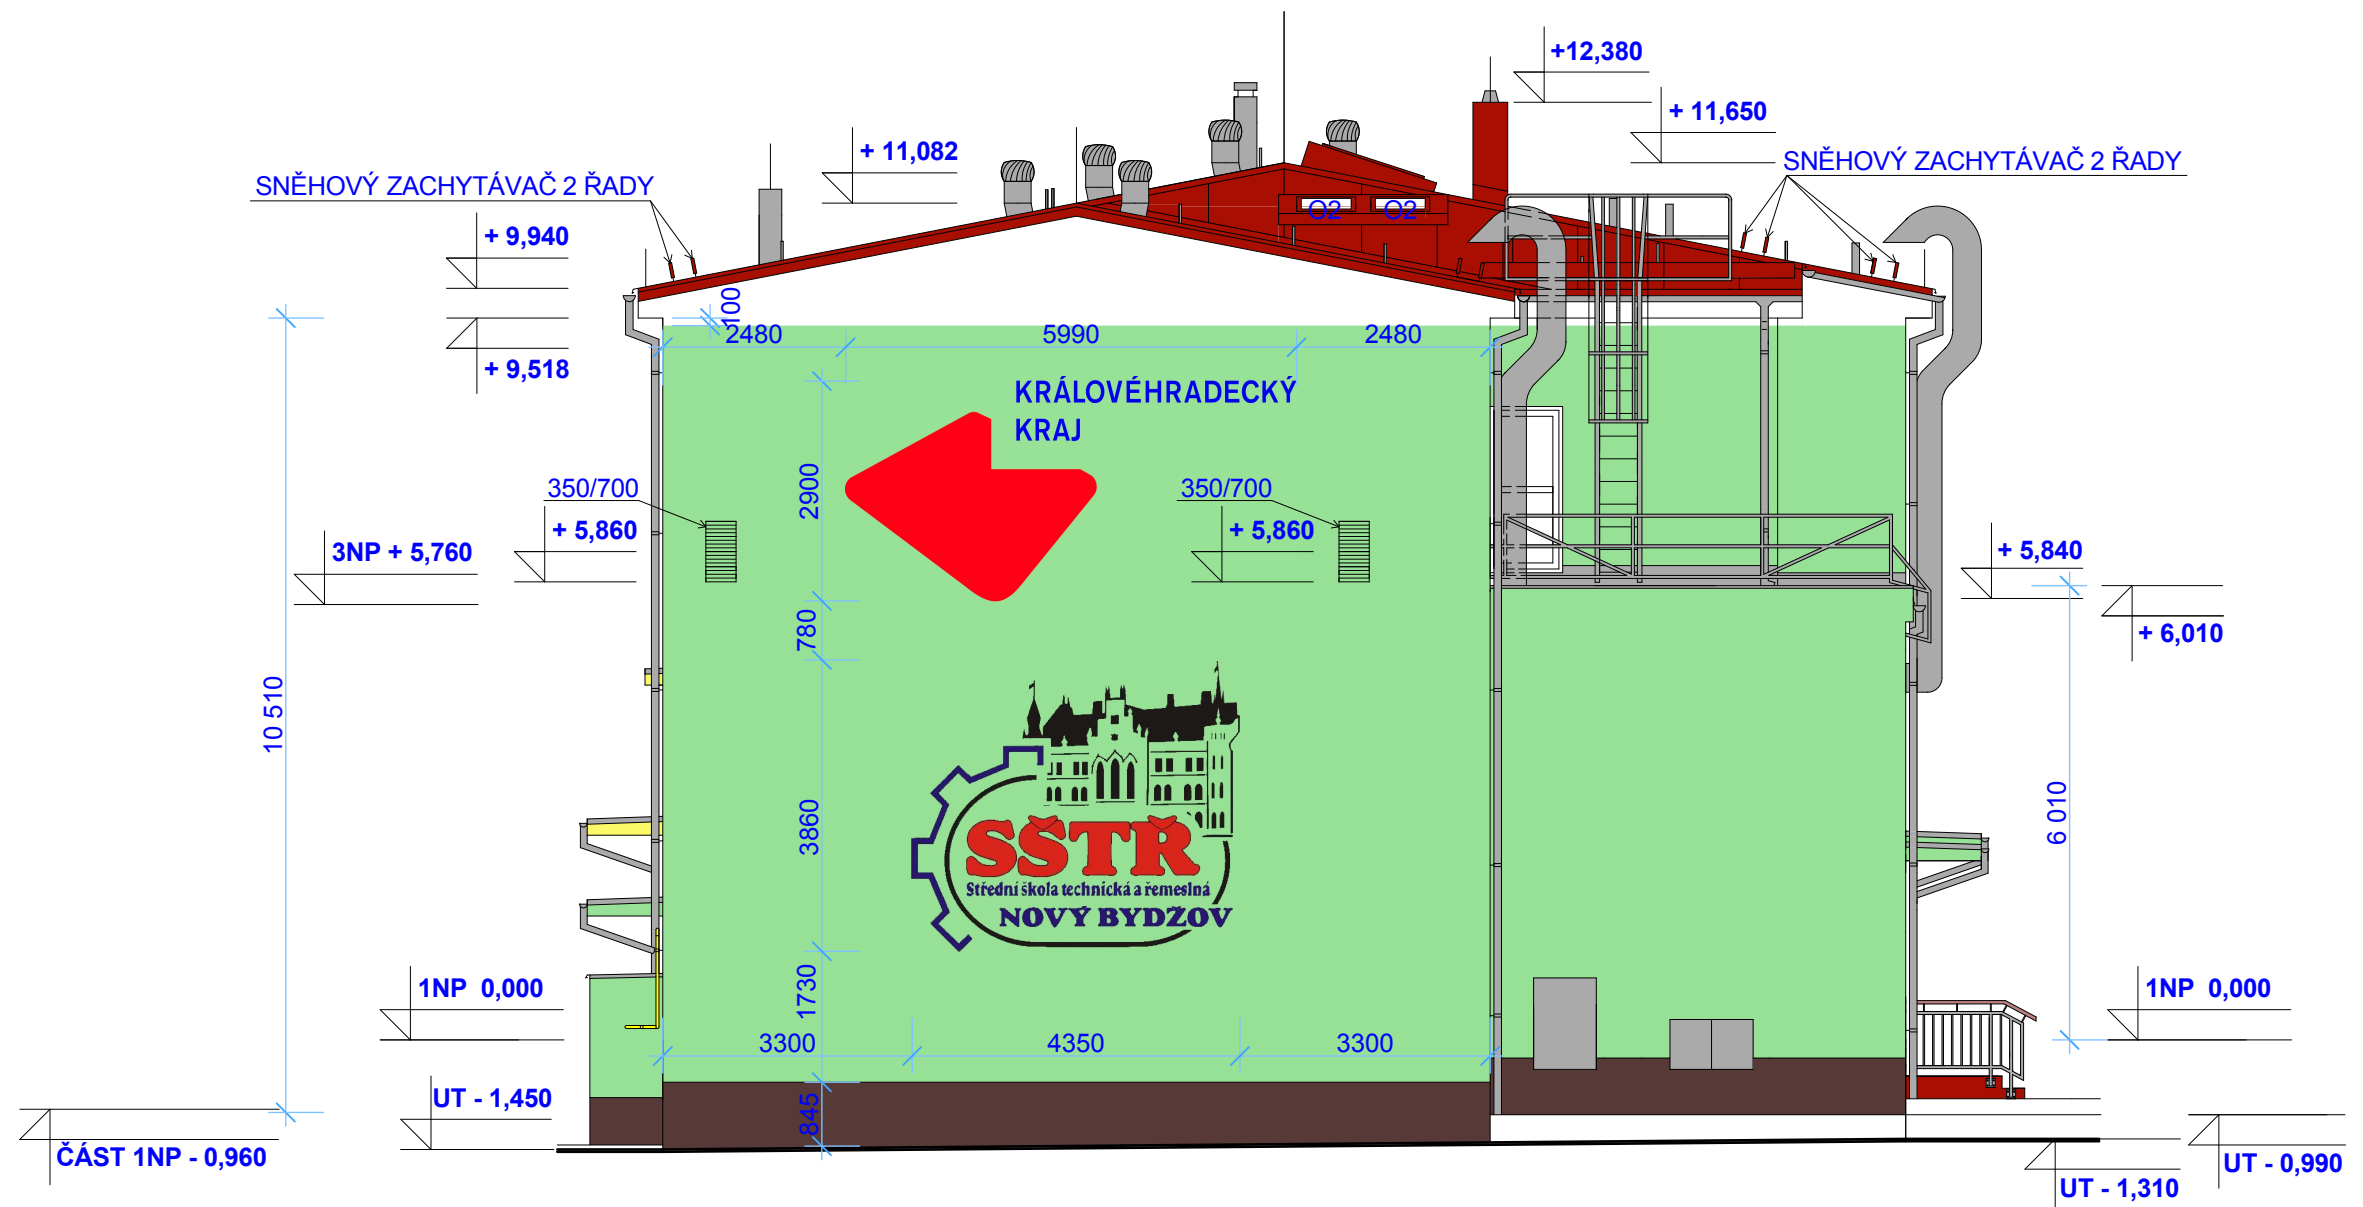 +12,380
+ 11,650
+ 11,082
SNĚHOVÝ ZACHYTÁVAČ 2 ŘADY
SNĚHOVÝ ZACHYTÁVAČ 2 ŘADY
O2
O2
+ 9,940
100
2480
5990
2480
+ 9,518
KRÁLOVÉHRADECKÝ
KRAJ
350/700
2900
350/700
+ 5,860
+ 5,860
3NP + 5,760
+ 5,840
780
+ 6,010
10 510
3860
6 010
SŠTŘ
Střední škola technická a řemeslná
NOVÝ BYDŽOV
1NP 0,000
1730
1NP 0,000
3300
4350
3300
UT - 1,450
845
ČÁST 1NP - 0,960
UT - 0,990
UT - 1,310